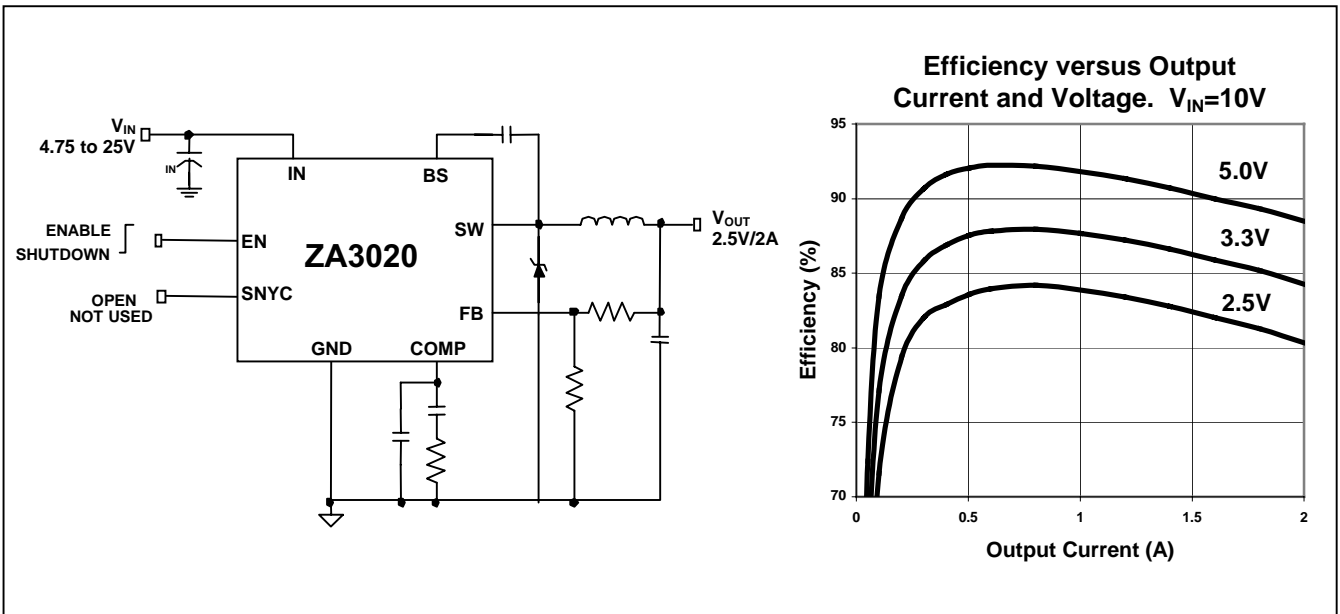 V_IN
4.75 to 25V
IN
IN
BS
ENABLE
SHUTDOWN
EN
SW
V_OUT
2.5V/2A
ZA3020
OPEN
NOT USED
SNYC
FB
GND
COMP
Efficiency versus Output
Current and Voltage. V_IN=10V
Efficiency (%)
95
90
85
80
75
70
5.0V
3.3V
2.5V
0
0.5
1
1.5
2
Output Current (A)